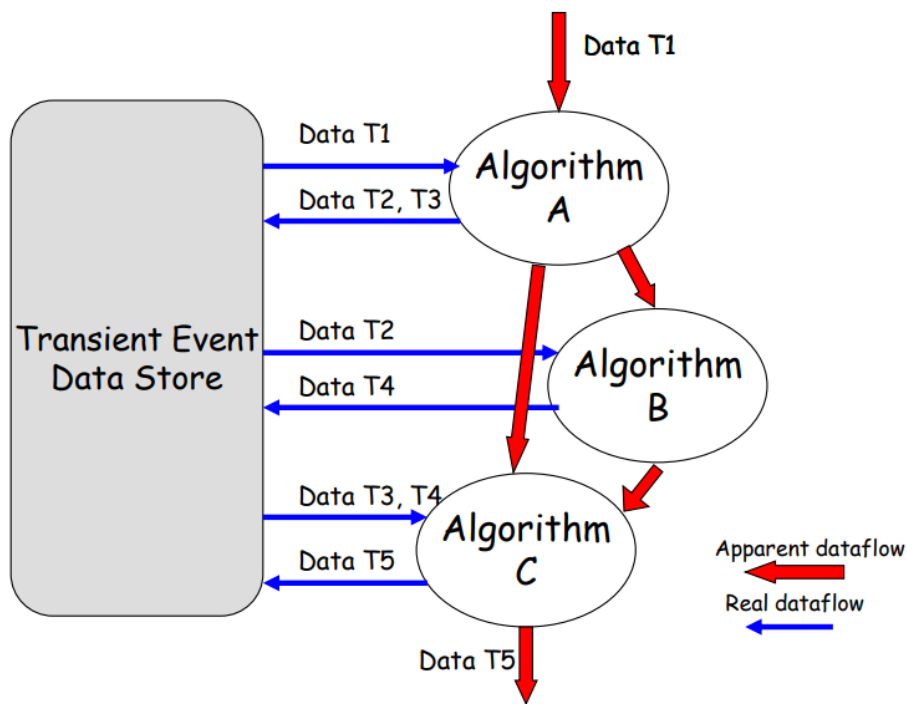 Data T1
Data T1
Algorithm
A
Data T2, T3
Transient Event
Data Store
Data T2
Algorithm
B
Data T4
Data T3, T4
Algorithm
C
Data T5
Apparent dataflow
Real dataflow
Data T5